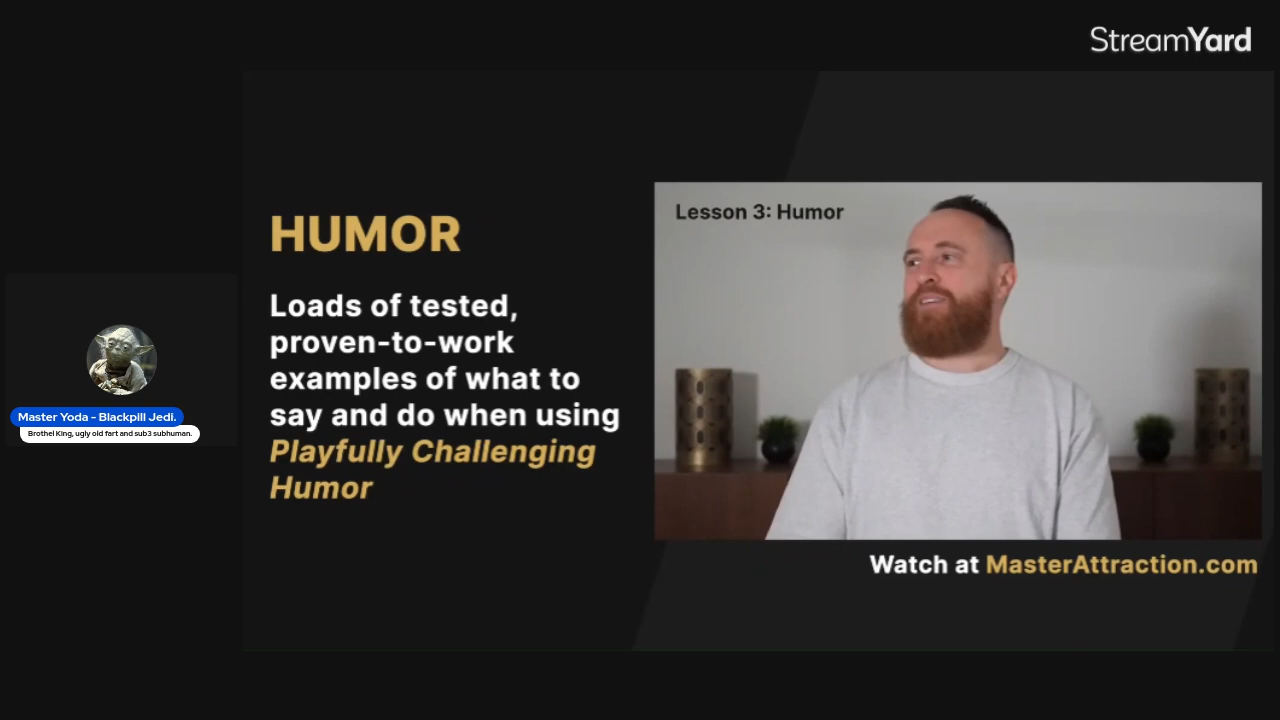 StreamYard
HUMOR
Loads of tested,
proven-to-work
examples of what to
say and do when using
Playfully Challenging
Humor
Lesson 3: Humor
Watch at MasterAttraction.com
Master Yoda - Blackpill Jedi.
Brothel King, ugly old fart and sub3 subhuman.